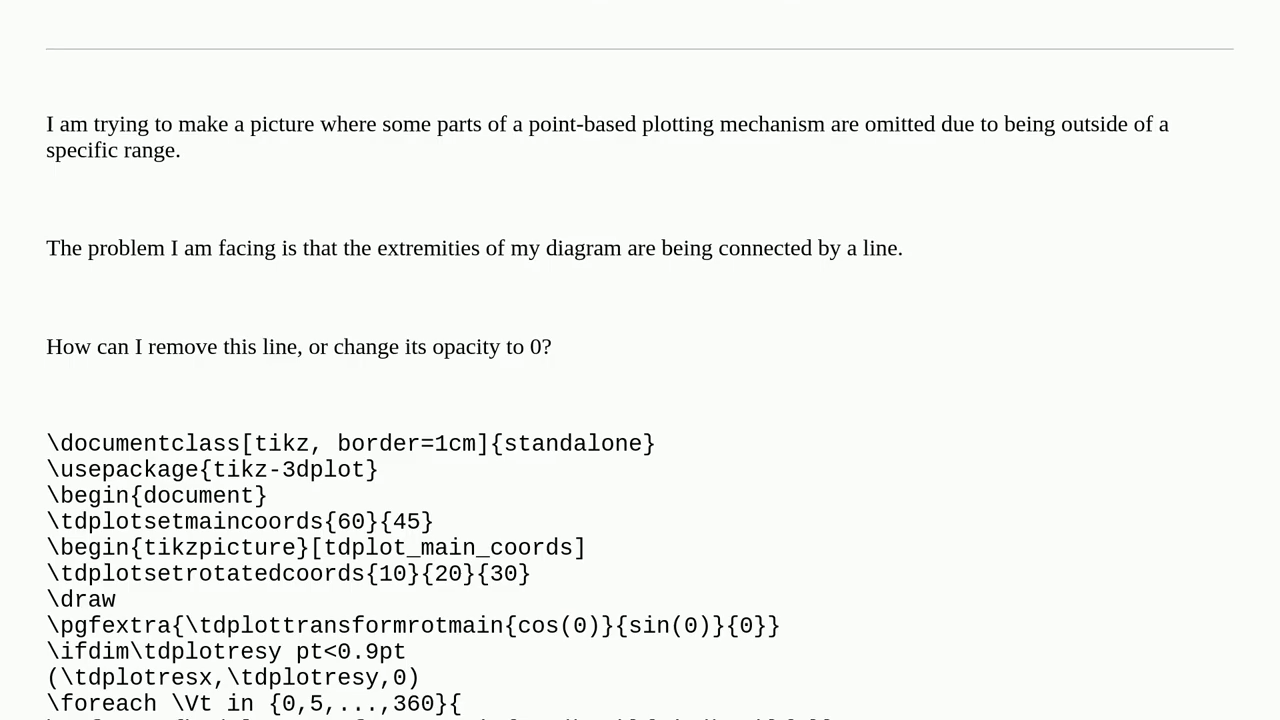 I am trying to make a picture where some parts of a point-based plotting mechanism are omitted due to being outside of a
specific range.
The problem I am facing is that the extremities of my diagram are being connected by a line.
How can I remove this line, or change its opacity to 0?
\documentclass[tikz, border=1cm]{standalone}
\usepackage{tikz-3dplot}
\begin{document}
\tdplotsetmaincoords{60}{45}
\begin{tikzpicture}[tdplot_main_coords]
\tdplotsetrotatedcoords{10}{20}{30}
\draw
\pgfextra{\tdplottransformrotmain{cos(0)}{sin(0)}{0}}
\ifdim\tdplotresy pt<0.9pt
(\tdplotresx,\tdplotresy,0)
\foreach \Vt in {0,5,...,360}{